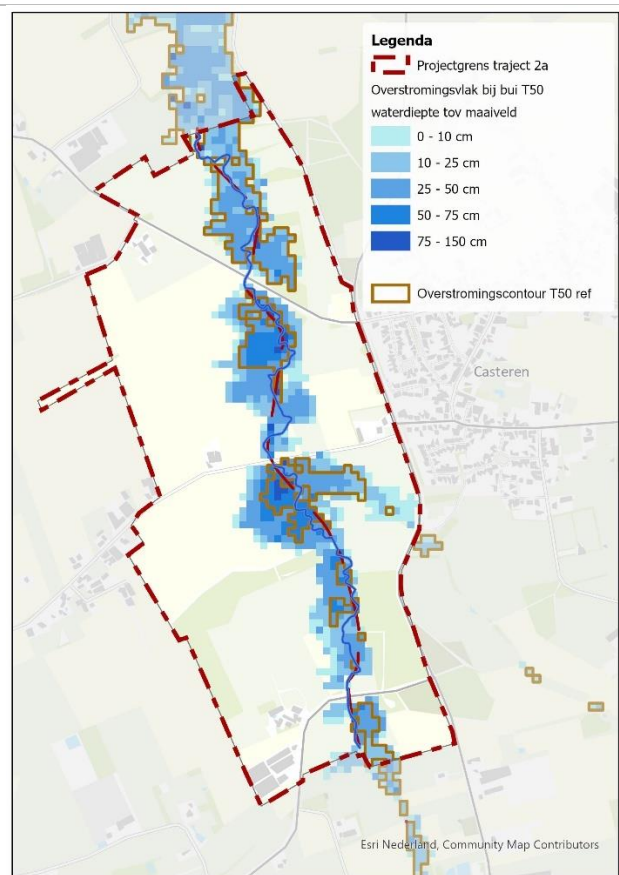 Legenda
Projectgrens traject 2a
Overstromingsvlak bij bui T50
waterdiepte tov maaiveld
0 - 10 cm
10 - 25 cm
25 - 50 cm
50 - 75 cm
75 - 150 cm
Overstromingscontour T50 ref
Casteren
Esri Nederland, Community Map Contributors